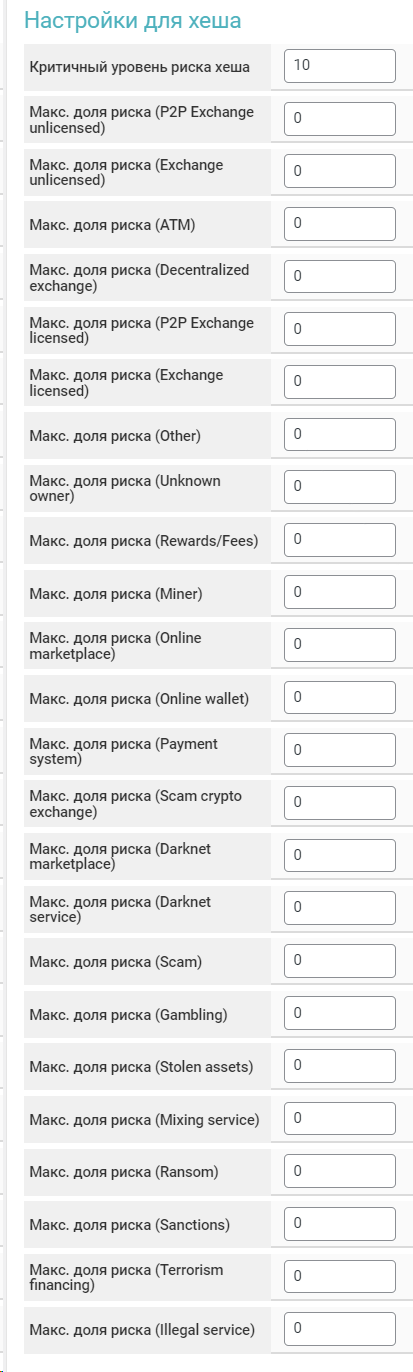 Настройки для хеша
Критичный уровень риска хеша
10
Макс. доля риска (P2P Exchange
unlicensed)
0
Макс. доля риска (Exchange
unlicensed)
0
Макс. доля риска (ATM)
0
Макс. доля риска (Decentralized
exchange)
0
Макс. доля риска (P2P Exchange
licensed)
0
Макс. доля риска (Exchange
licensed)
0
Макс. доля риска (Other)
0
Макс. доля риска (Unknown
owner)
0
Макс. доля риска (Rewards/Fees)
0
Макс. доля риска (Miner)
0
Макс. доля риска (Online
marketplace)
0
Макс. доля риска (Online wallet)
0
Макс. доля риска (Payment
system)
0
Макс. доля риска (Scam crypto
exchange)
0
Макс. доля риска (Darknet
marketplace)
0
Макс. доля риска (Darknet
service)
0
Макс. доля риска (Scam)
0
Макс. доля риска (Gambling)
0
Макс. доля риска (Stolen assets)
0
Макс. доля риска (Mixing service)
0
Макс. доля риска (Ransom)
0
Макс. доля риска (Sanctions)
0
Макс. доля риска (Terrorism
financing)
0
Макс. доля риска (Illegal service)
0